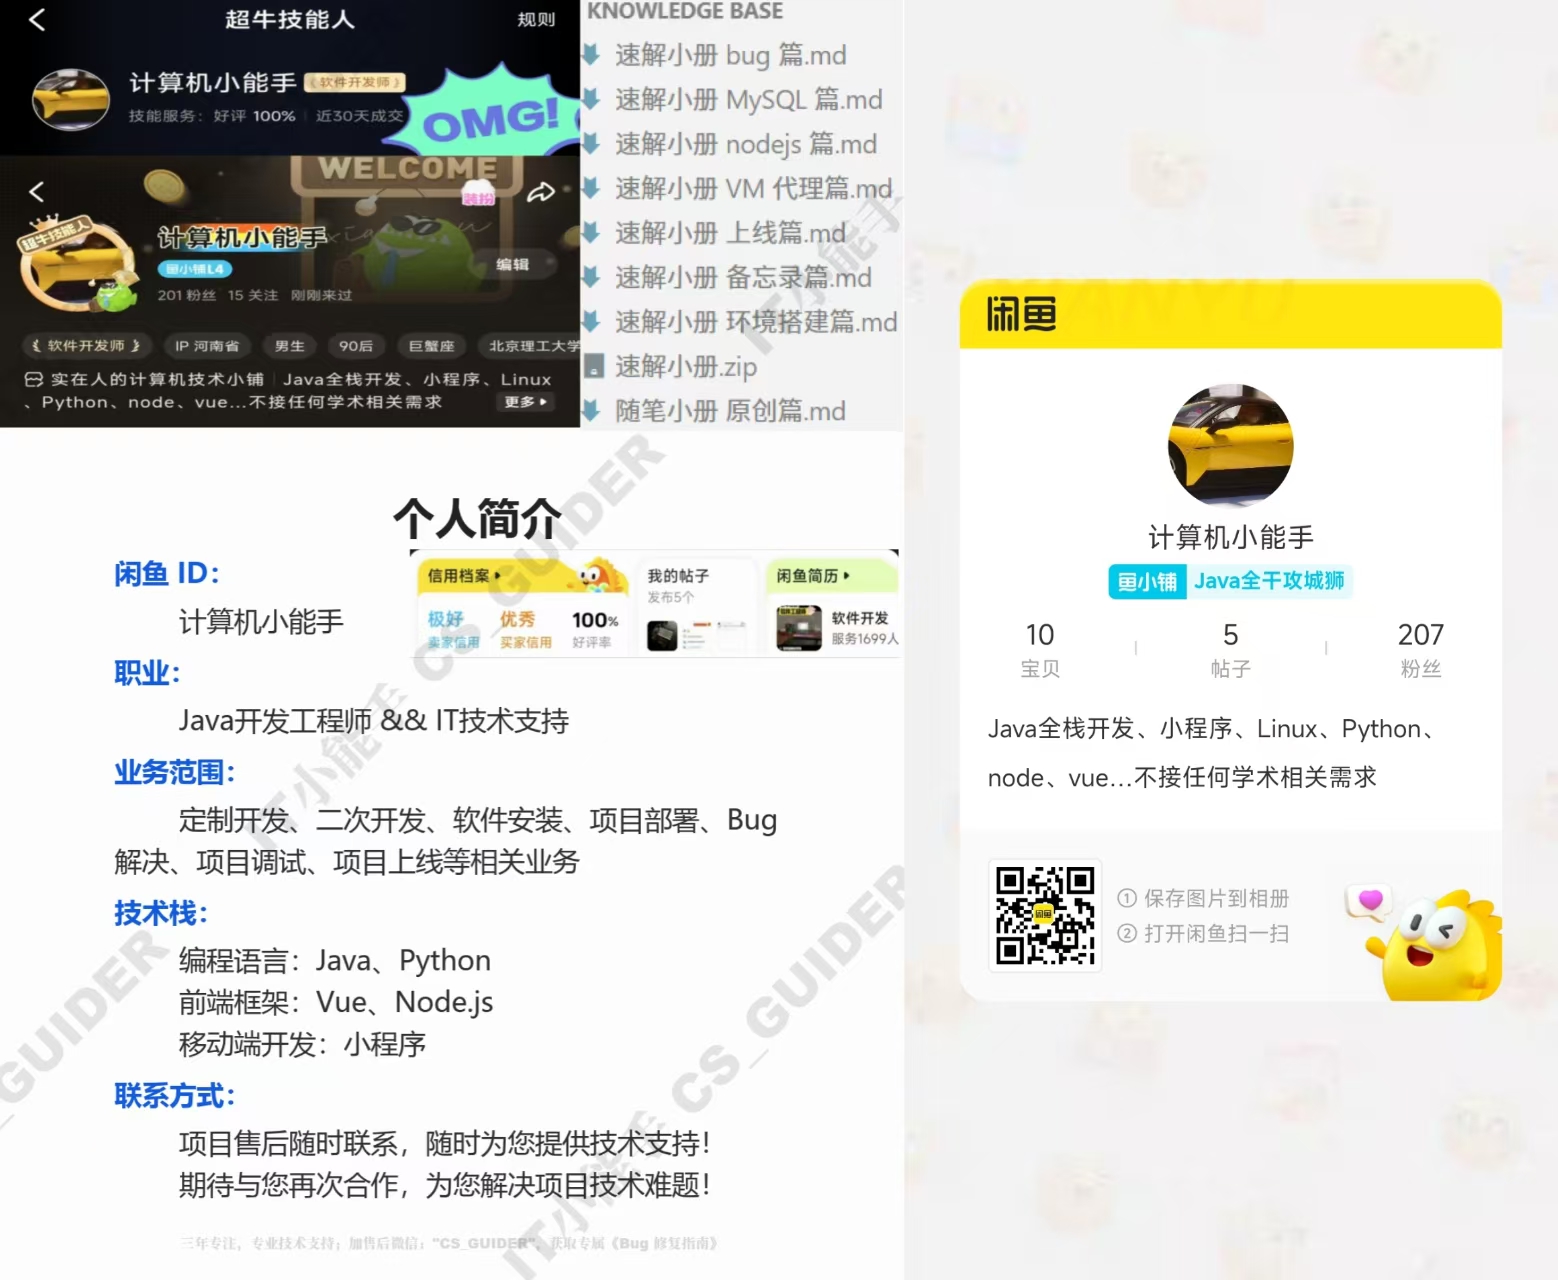 超牛技能人
规则
计算机小能手
软件开发师
技能服务：好评 100%
近30天成交
OMG!
WELCOME
装扮
超牛技能人
计算机小能手
鱼小铺L4
编辑
201 粉丝 15 关注 刚刚来过
软件开发师
IP 河南省
男生
90后
巨蟹座
北京理工大学
实在人的计算机技术小铺 Java全栈开发、小程序、Linux
、Python、node、vue...不接任何学术相关需求
更多
KNOWLEDGE BASE
速解小册 bug 篇.md
速解小册 MySQL 篇.md
速解小册 nodejs 篇.md
速解小册 VM 代理篇.md
速解小册 上线篇.md
速解小册 备忘录篇.md
速解小册 环境搭建篇.md
速解小册.zip
随笔小册 原创篇.md
个人简介
闲鱼 ID：
计算机小能手
信用档案
极好
卖家信用
优秀
买家信用
100%
好评率
我的帖子
发布5个
闲鱼简历
软件开发
服务1699人
职业：
Java开发工程师 && IT技术支持
业务范围：
定制开发、二次开发、软件安装、项目部署、Bug
解决、项目调试、项目上线等相关业务
技术栈：
编程语言：Java、Python
前端框架：Vue、Node.js
移动端开发：小程序
联系方式：
项目售后随时联系，随时为您提供技术支持！
期待与您再次合作，为您解决项目技术难题！
三年专注，专业技术支持；加售后微信："CS_GUIDER"，获取专属《Bug 修复指南》
IT小能手 CS_GUIDER
IT小能手 CS_GUIDER
IT小能手
_GUIDER
闲鱼
XIANYU
计算机小能手
鱼小铺 Java全干攻城狮
10
宝贝
5
帖子
207
粉丝
Java全栈开发、小程序、Linux、Python、
node、vue...不接任何学术相关需求
闲鱼
① 保存图片到相册
② 打开闲鱼扫一扫